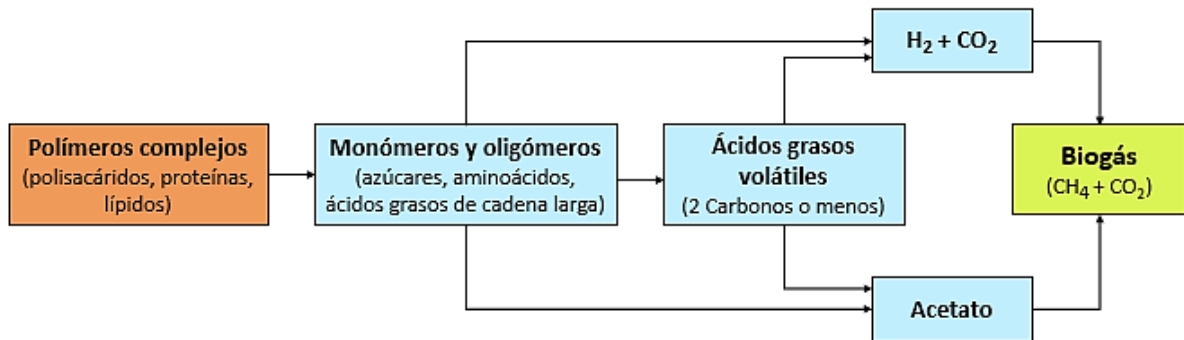 Polímeros complejos
(polisacáridos, proteínas,
lípidos)
Monómeros y oligómeros
(azúcares, aminoácidos,
ácidos grasos de cadena larga)
Ácidos grasos
volátiles
(2 Carbonos o menos)
H₂ + CO₂
Acetato
Biogás
(CH₄ + CO₂)